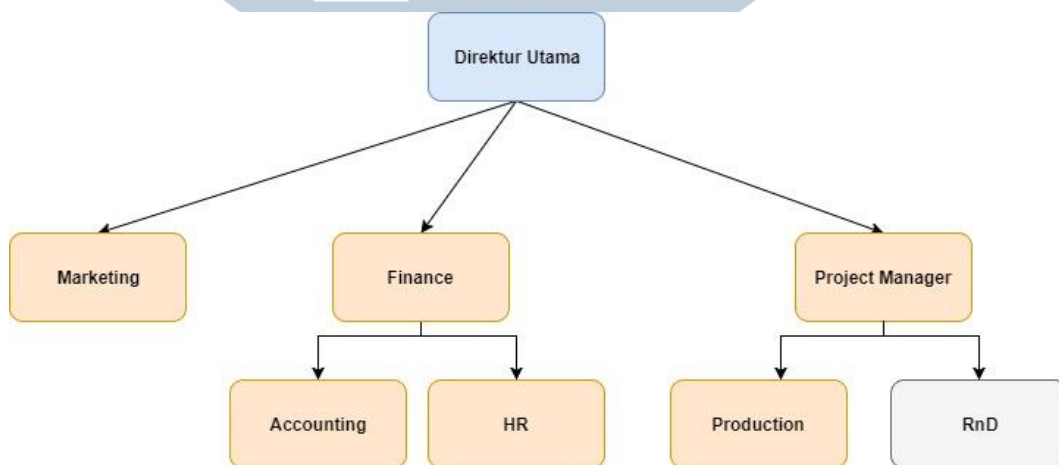 Direktur Utama
Marketing
Finance
Project Manager
Accounting
HR
Production
RnD